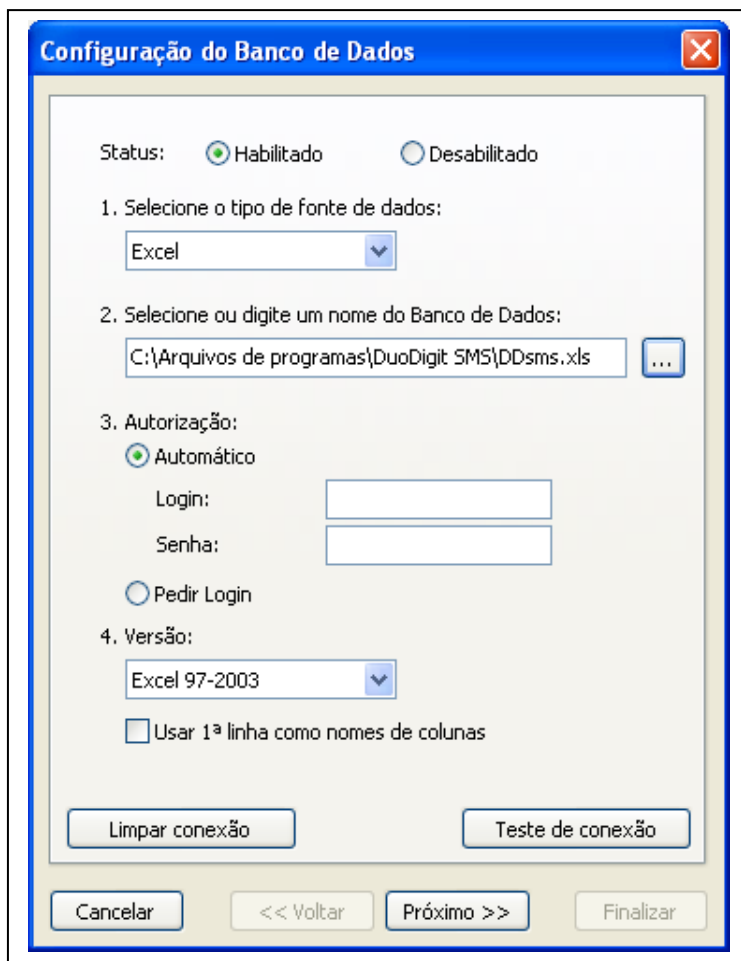 Configuração do Banco de Dados
Status: Habilitado Desabilitado
1. Selecione o tipo de fonte de dados:
Excel
2. Selecione ou digite um nome do Banco de Dados:
C:\Arquivos de programas\DuoDigit SMS\DDsms.xls ...
3. Autorização:
Automático
Login:
Senha:
Pedir Login
4. Versão:
Excel 97-2003
Usar 1ª linha como nomes de colunas
Limpar conexão Teste de conexão
Cancelar << Voltar Próximo >> Finalizar